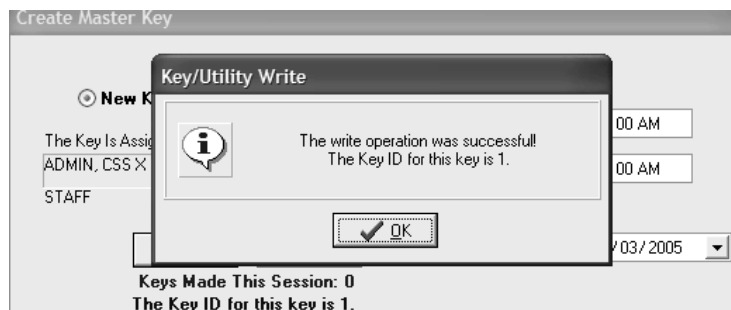 Create Master Key
Key/Utility Write
New K
The write operation was successful!
The Key ID for this key is 1.
00 AM
The Key Is Assig
ADMIN, CSS X
00 AM
STAFF
OK
/03/2005
Keys Made This Session: 0
The Key ID for this key is 1.